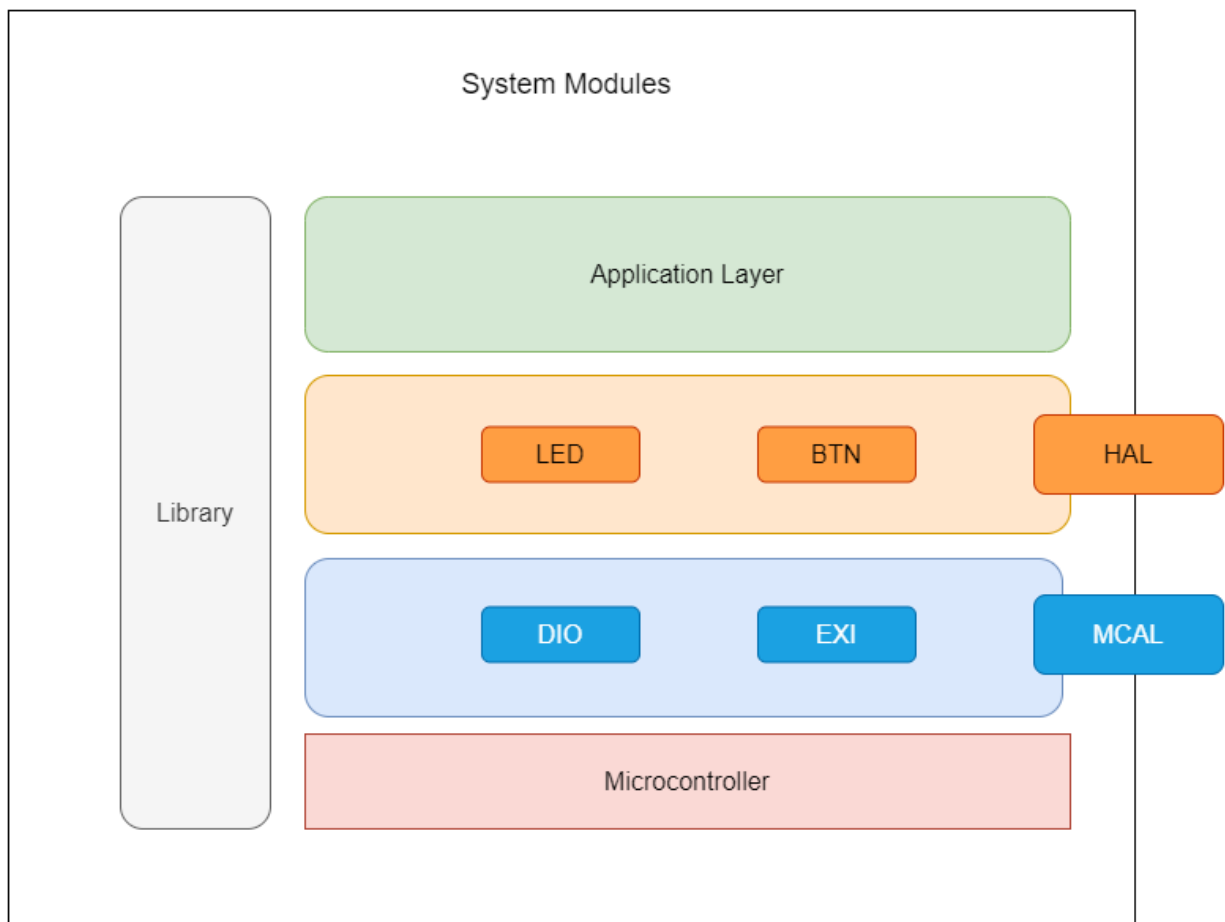 System Modules
Application Layer
LED
BTN
HAL
Library
DIO
EXI
MCAL
Microcontroller